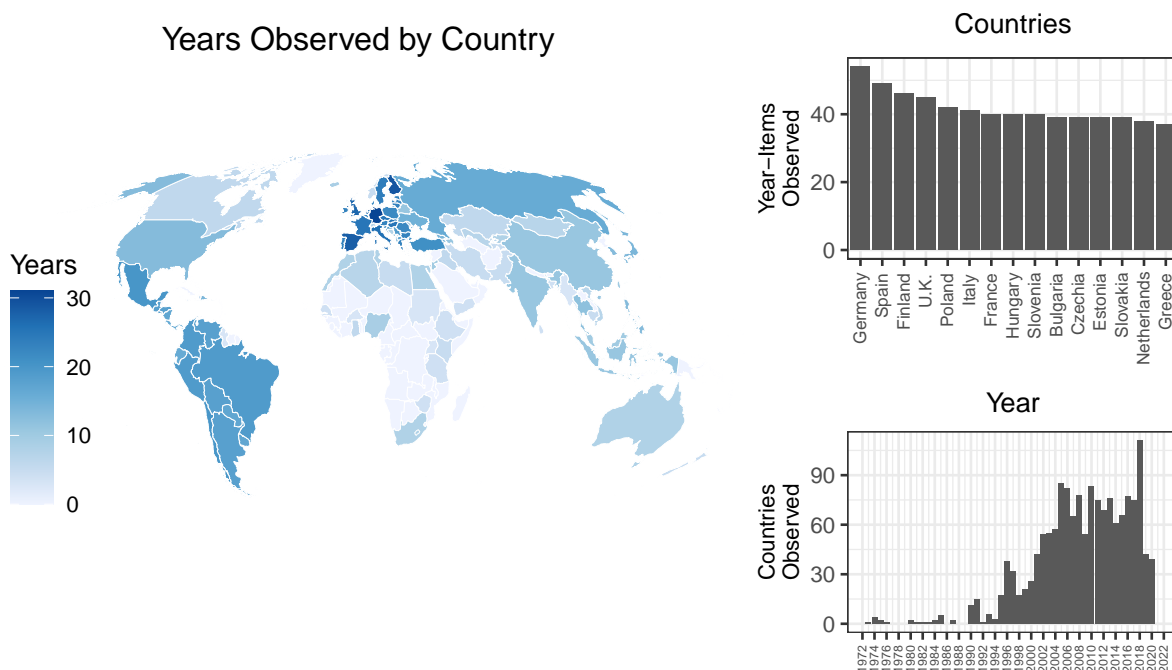 Years Observed by Country
Years
30
20
10
0
Countries
Year−Items
Observed
40
20
0
Germany
Spain
Finland
U.K.
Poland
Italy
France
Hungary
Slovenia
Bulgaria
Czechia
Estonia
Slovakia
Netherlands
Greece
Year
Countries
Observed
90
60
30
0
1972
1974
1976
1978
1980
1982
1984
1986
1988
1990
1992
1994
1996
1998
2000
2002
2004
2006
2008
2010
2012
2014
2016
2018
2020
2022